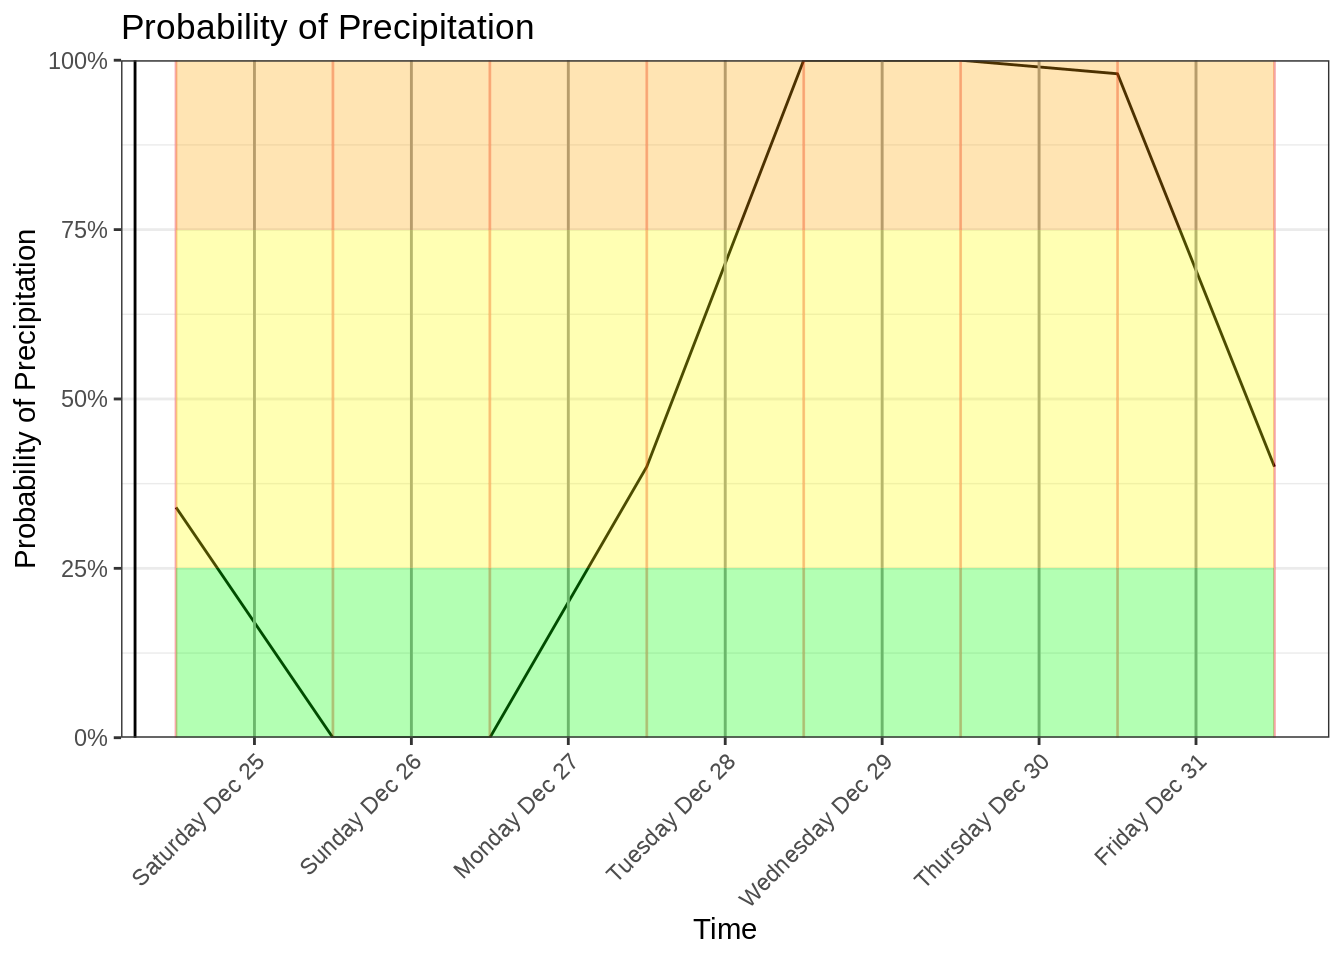 Probability of Precipitation
Probability of Precipitation
100%
75%
50%
25%
0%
Saturday Dec 25
Sunday Dec 26
Monday Dec 27
Tuesday Dec 28
Wednesday Dec 29
Thursday Dec 30
Friday Dec 31
Time